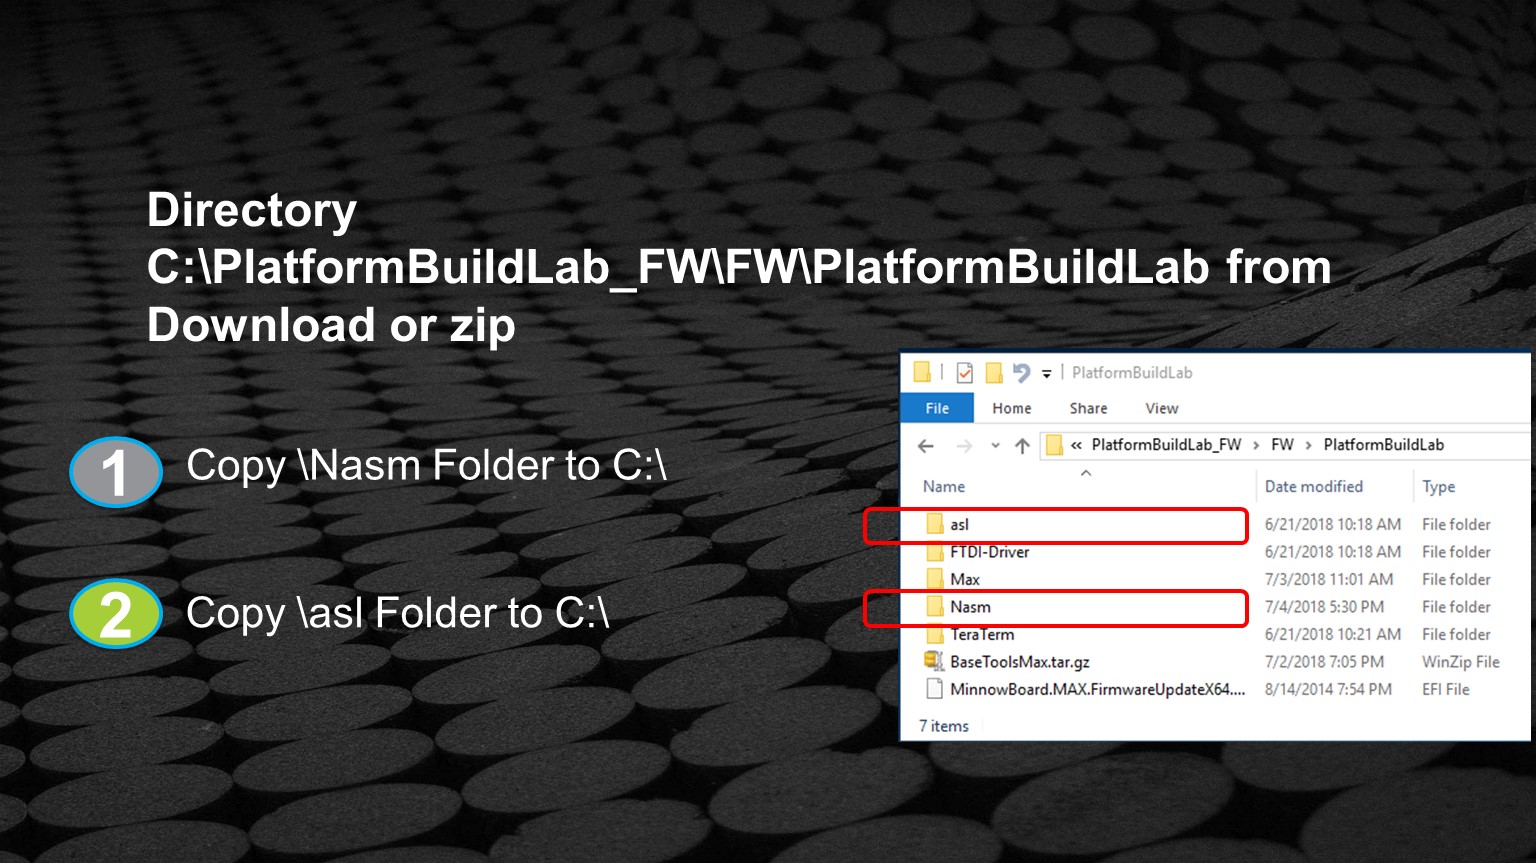 Directory
C:\PlatformBuildLab_FW\FW\PlatformBuildLab from
Download or zip
1 Copy \Nasm Folder to C:\
2 Copy \asl Folder to C:\
PlatformBuildLab
File Home Share View
« PlatformBuildLab_FW > FW > PlatformBuildLab
Name Date modified Type
asl 6/21/2018 10:18 AM File folder
FTDI-Driver 6/21/2018 10:18 AM File folder
Max 7/3/2018 11:01 AM File folder
Nasm 7/4/2018 5:30 PM File folder
TeraTerm 6/21/2018 10:21 AM File folder
BaseToolsMax.tar.gz 7/2/2018 7:05 PM WinZip File
MinnowBoard.MAX.FirmwareUpdateX64.... 8/14/2014 7:54 PM EFI File
7 items